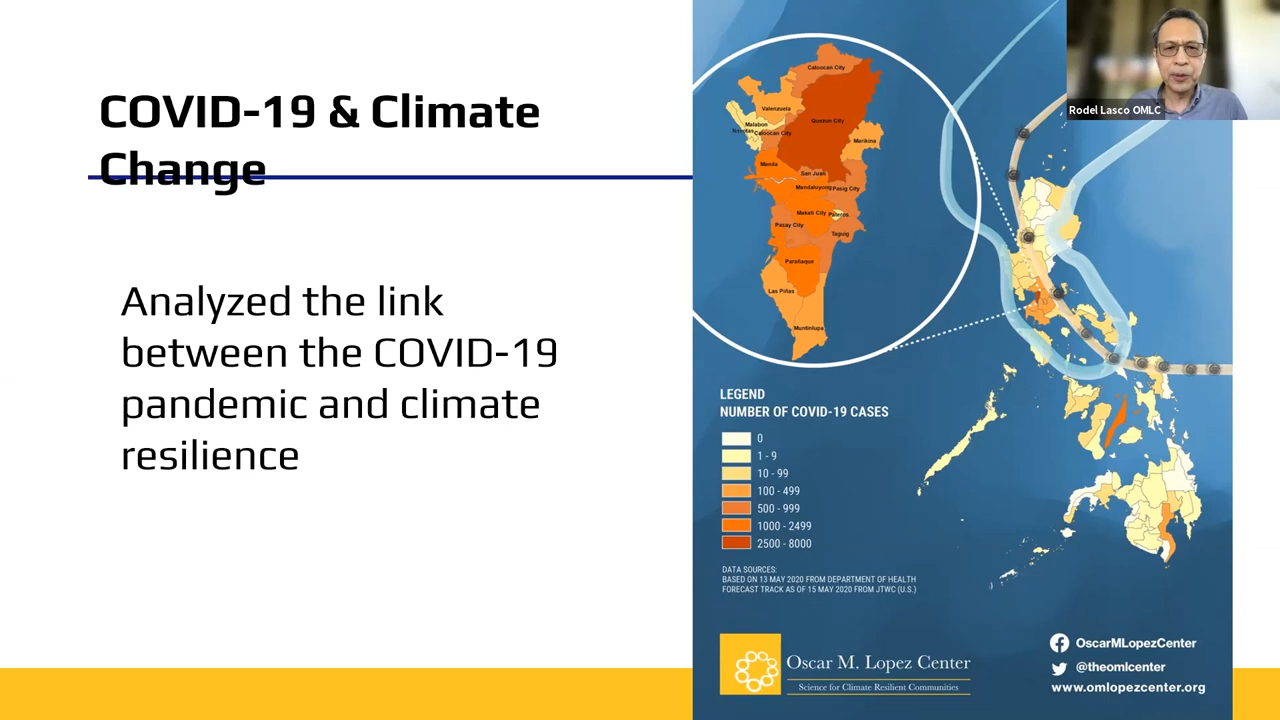 COVID-19 & Climate
Change
Analyzed the link
between the COVID-19
pandemic and climate
resilience
Rodel Lasco OMLC
Caloocan City
Valenzuela
Malabon
Navotas
Caloocan City
Quezon City
Marikina
Manila
San Juan
Mandaluyong
Pasig City
Makati City
Pateros
Pasay City
Taguig
Parañaque
Las Piñas
Muntinlupa
LEGEND
NUMBER OF COVID-19 CASES
0
1 - 9
10 - 99
100 - 499
500 - 999
1000 - 2499
2500 - 8000
DATA SOURCES:
BASED ON 13 MAY 2020 FROM DEPARTMENT OF HEALTH
FORECAST TRACK AS OF 15 MAY 2020 FROM JTWC (U.S.)
Oscar M. Lopez Center
Science for Climate Resilient Communities
OscarMLopezCenter
@theomlcenter
www.omlopezcenter.org